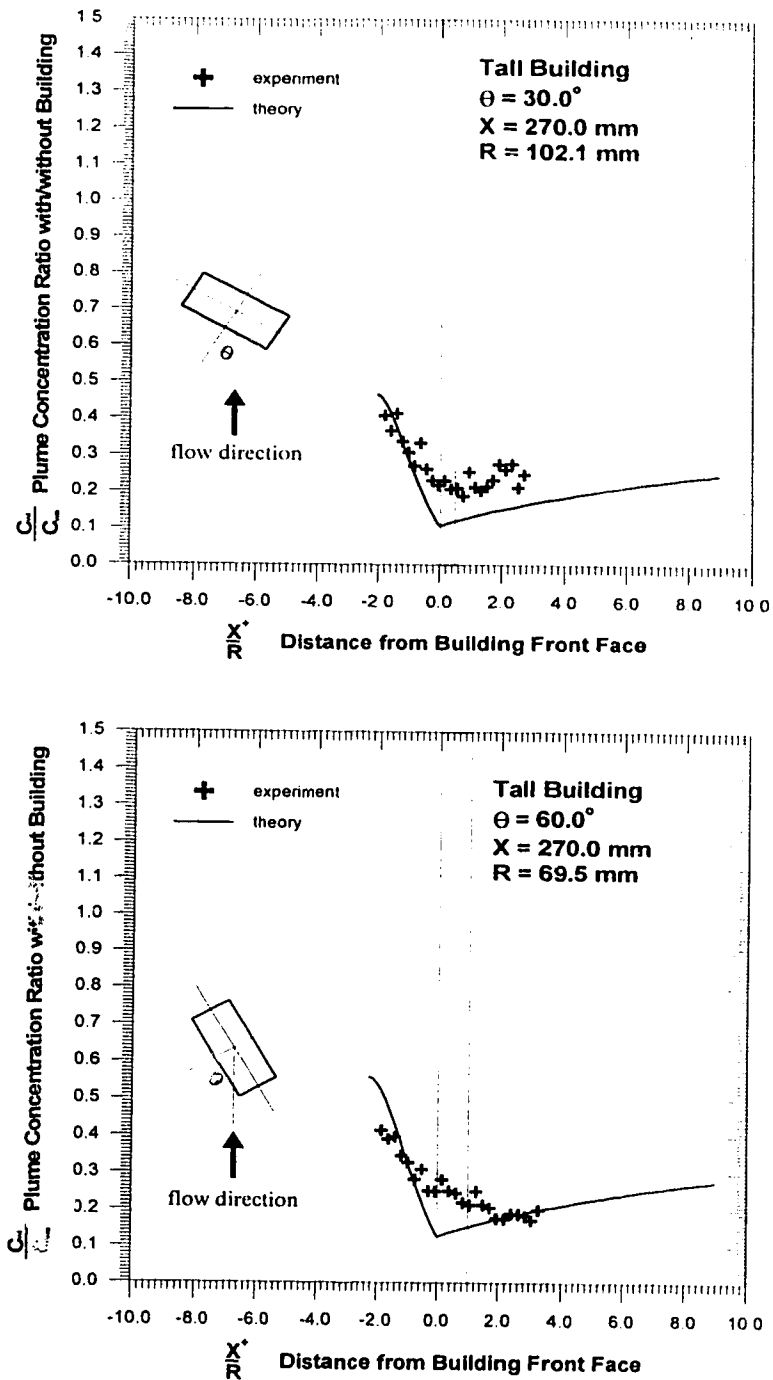 1.5
1.4
1.3
1.2
1.1
1.0
0.9
0.8
0.7
0.6
0.5
0.4
0.3
0.2
0.1
0.0
Plume Concentration Ratio with/without Building
experiment
theory
Tall Building
Θ = 30.0°
X = 270.0 mm
R = 102.1 mm
Θ
flow direction
-10.0 -8.0 -6.0 -4.0 -2.0 0.0 2.0 4.0 6.0 8.0 10.0
X⁺/R Distance from Building Front Face
1.5
1.4
1.3
1.2
1.1
1.0
0.9
0.8
0.7
0.6
0.5
0.4
0.3
0.2
0.1
0.0
Plume Concentration Ratio Building
experiment
theory
Tall Building
Θ = 60.0°
X = 270.0 mm
R = 69.5 mm
flow direction
-10.0 -8.0 -6.0 -4.0 -2.0 0.0 2.0 4.0 6.0 8.0 10.0
X⁺/R Distance from Building Front Face